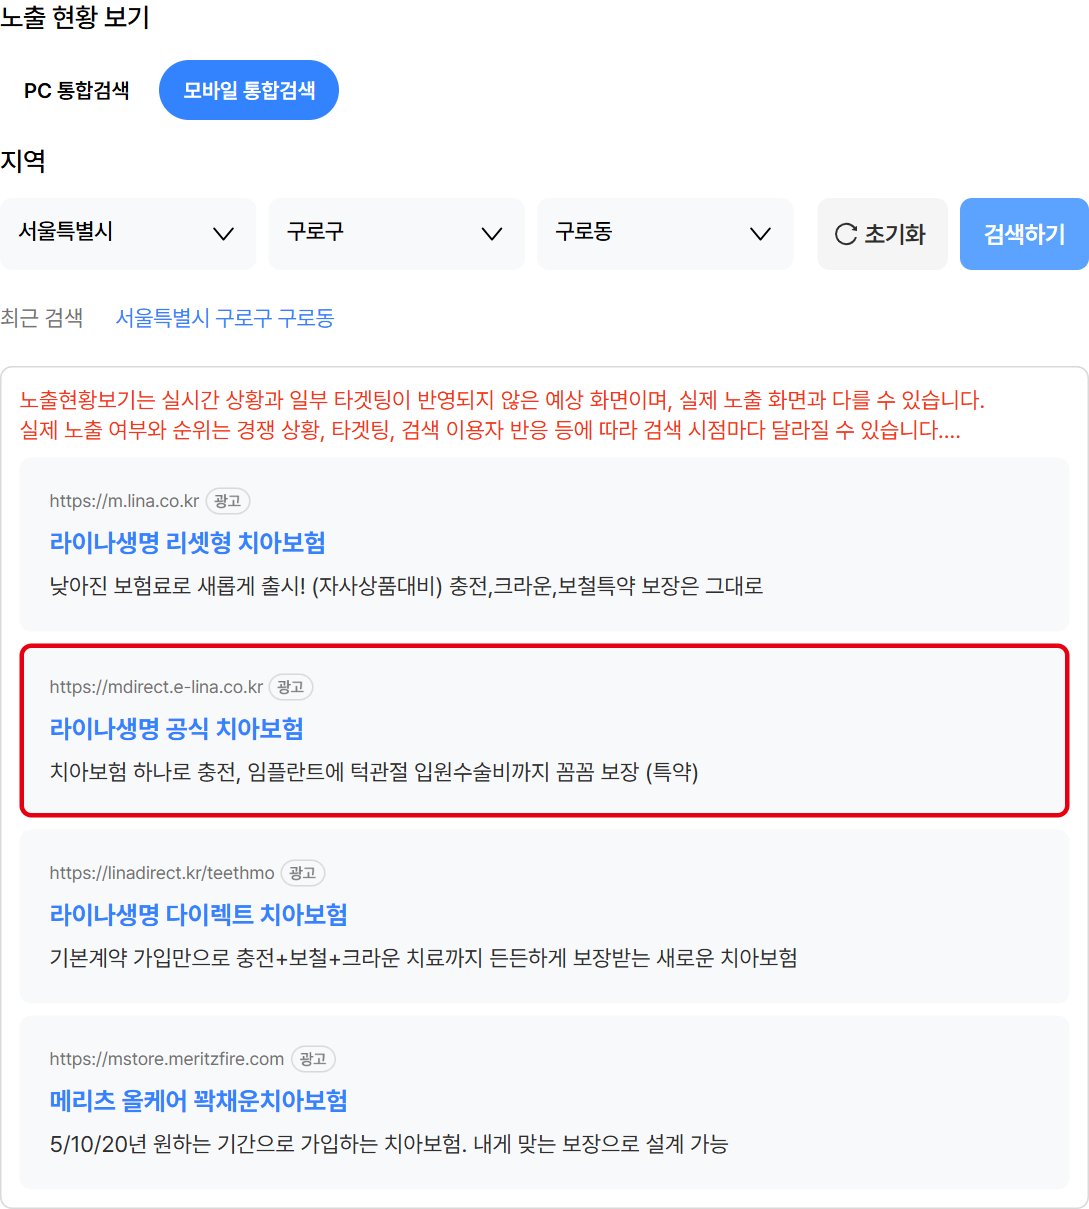 노출 현황 보기
PC 통합검색
모바일 통합검색
지역
서울특별시
구로구
구로동
초기화
검색하기
최근 검색
서울특별시 구로구 구로동
노출현황보기는 실시간 상황과 일부 타겟팅이 반영되지 않은 예상 화면이며, 실제 노출 화면과 다를 수 있습니다.
실제 노출 여부와 순위는 경쟁 상황, 타겟팅, 검색 이용자 반응 등에 따라 검색 시점마다 달라질 수 있습니다....
https://m.lina.co.kr 광고
라이나생명 리셋형 치아보험
낮아진 보험료로 새롭게 출시! (자사상품대비) 충전,크라운,보철특약 보장은 그대로
https://mdirect.e-lina.co.kr 광고
라이나생명 공식 치아보험
치아보험 하나로 충전, 임플란트에 턱관절 입원수술비까지 꼼꼼 보장 (특약)
https://linadirect.kr/teethmo 광고
라이나생명 다이렉트 치아보험
기본계약 가입만으로 충전+보철+크라운 치료까지 든든하게 보장받는 새로운 치아보험
https://mstore.meritzfire.com 광고
메리츠 올케어 꽉채운치아보험
5/10/20년 원하는 기간으로 가입하는 치아보험. 내게 맞는 보장으로 설계 가능